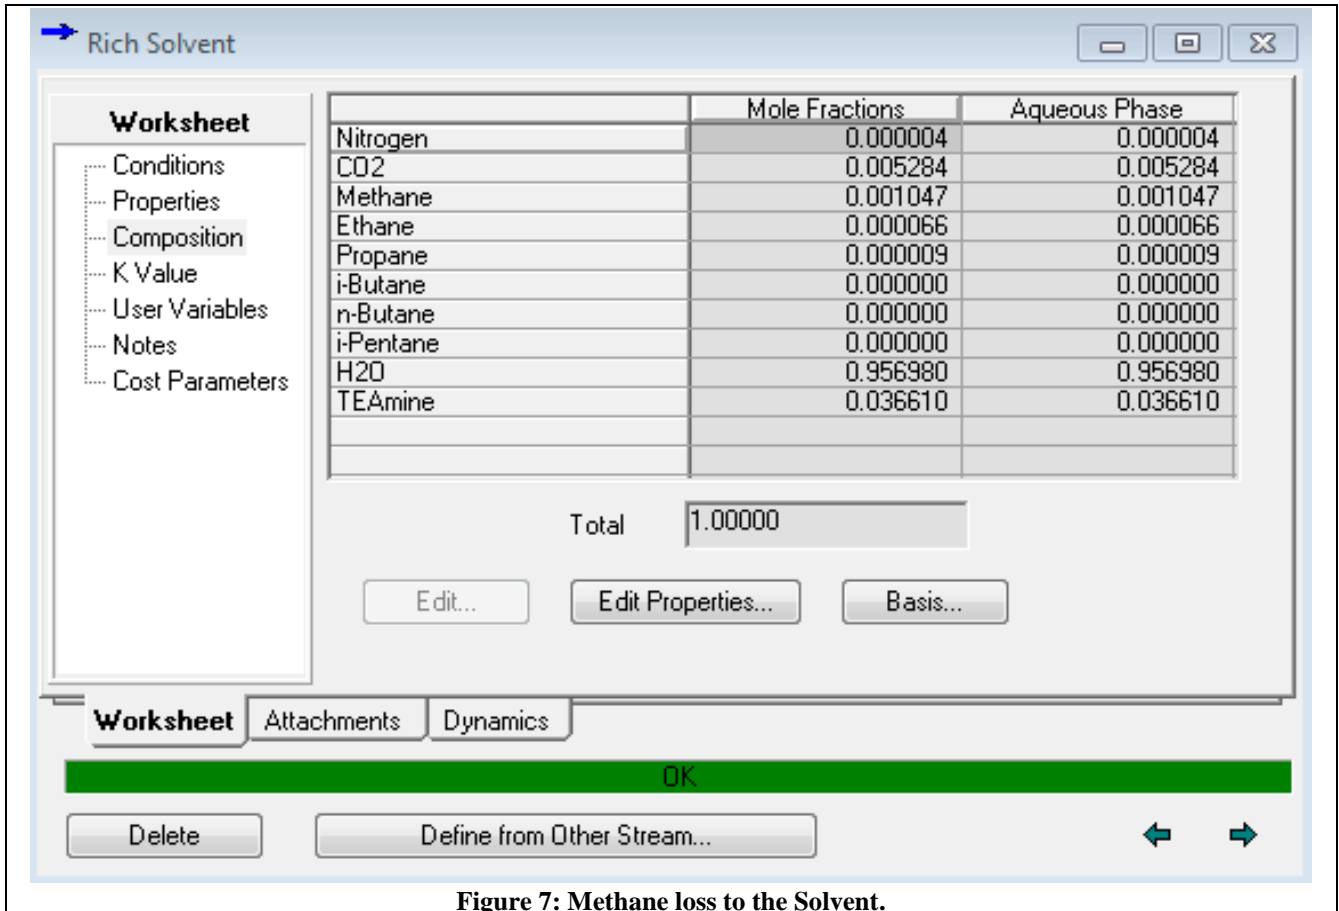 Rich Solvent
Worksheet
Conditions
Properties
Composition
K Value
User Variables
Notes
Cost Parameters
Mole Fractions Aqueous Phase
Nitrogen 0.000004 0.000004
CO2 0.005284 0.005284
Methane 0.001047 0.001047
Ethane 0.000066 0.000066
Propane 0.000009 0.000009
i-Butane 0.000000 0.000000
n-Butane 0.000000 0.000000
i-Pentane 0.000000 0.000000
H2O 0.956980 0.956980
TEAmine 0.036610 0.036610
Total 1.00000
Edit... Edit Properties... Basis...
Worksheet Attachments Dynamics
OK
Delete Define from Other Stream...
Figure 7: Methane loss to the Solvent.